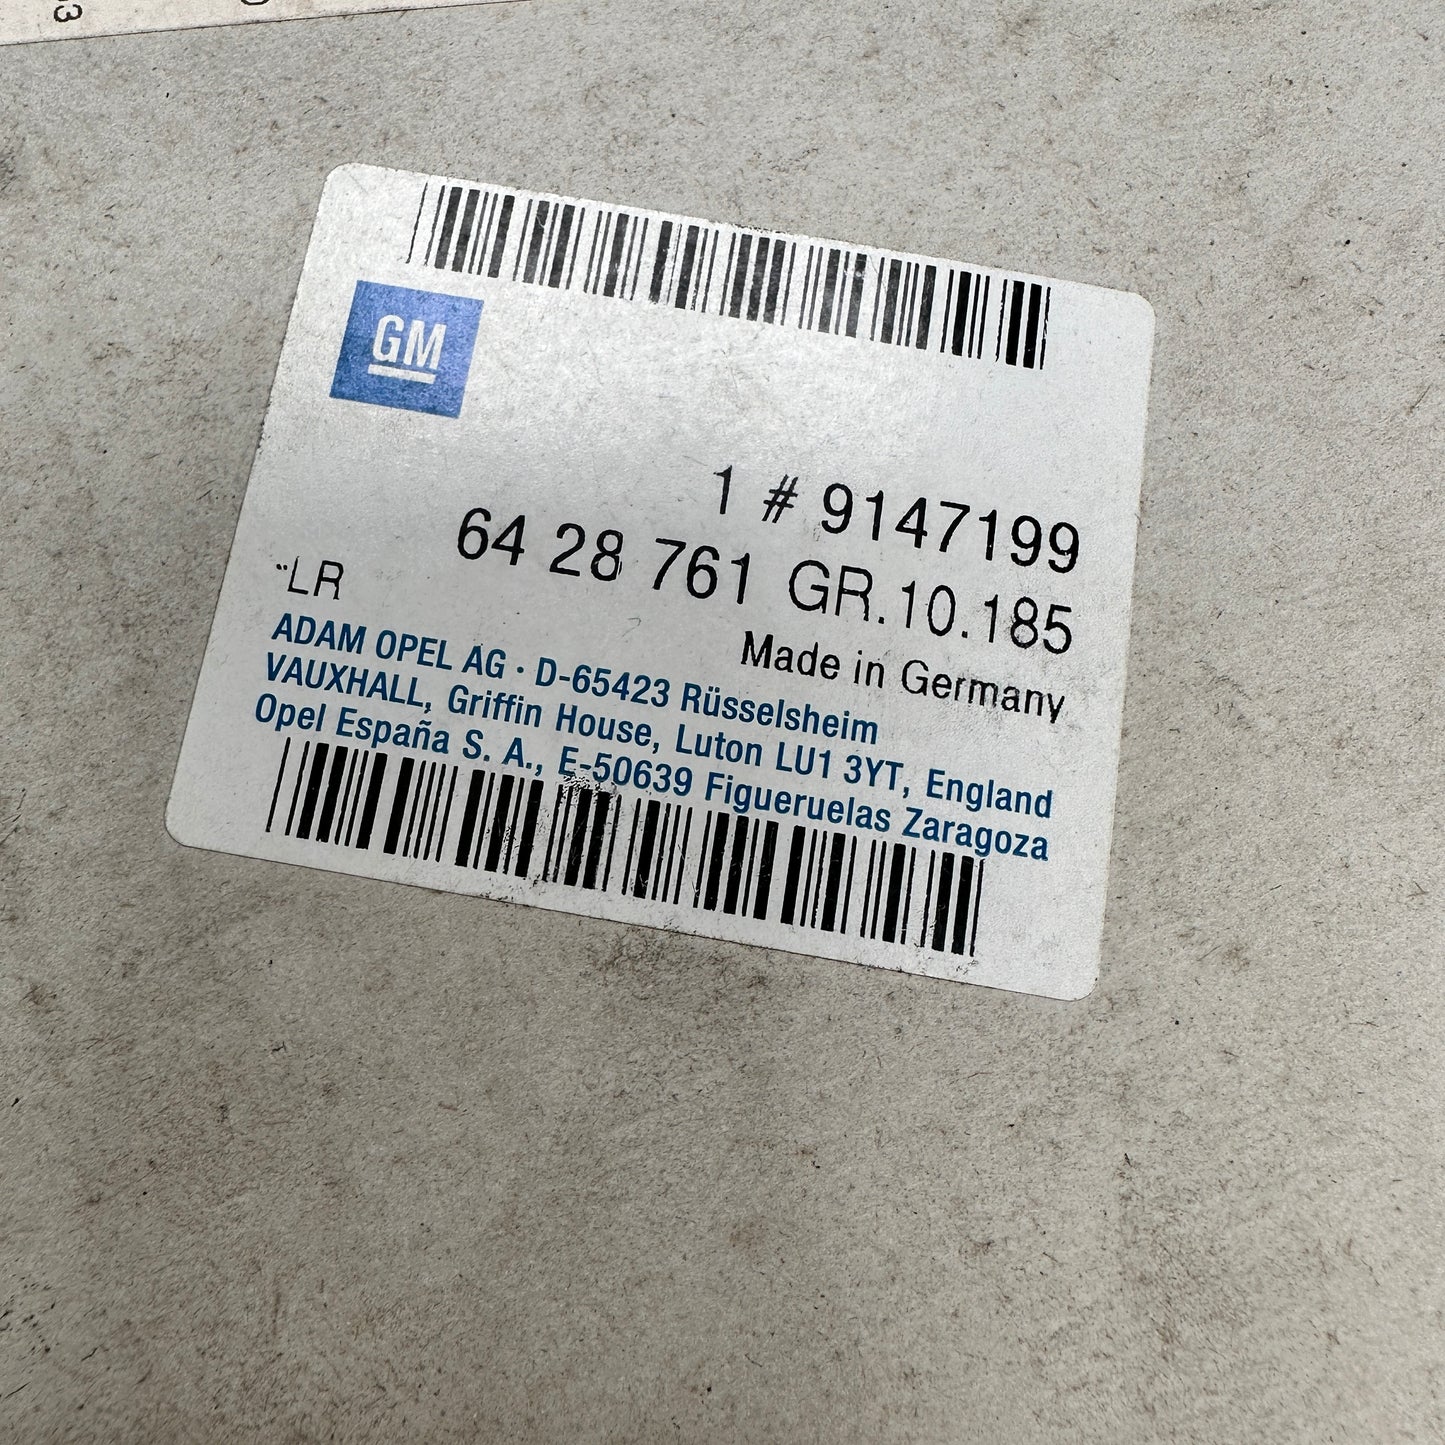 GM
1 # 9147199
64 28 761 GR.10.185
LR
Made in Germany
ADAM OPEL AG · D-65423 Rüsselsheim
VAUXHALL, Griffin House, Luton LU1 3YT, England
Opel España S. A., E-50639 Figueruelas Zaragoza